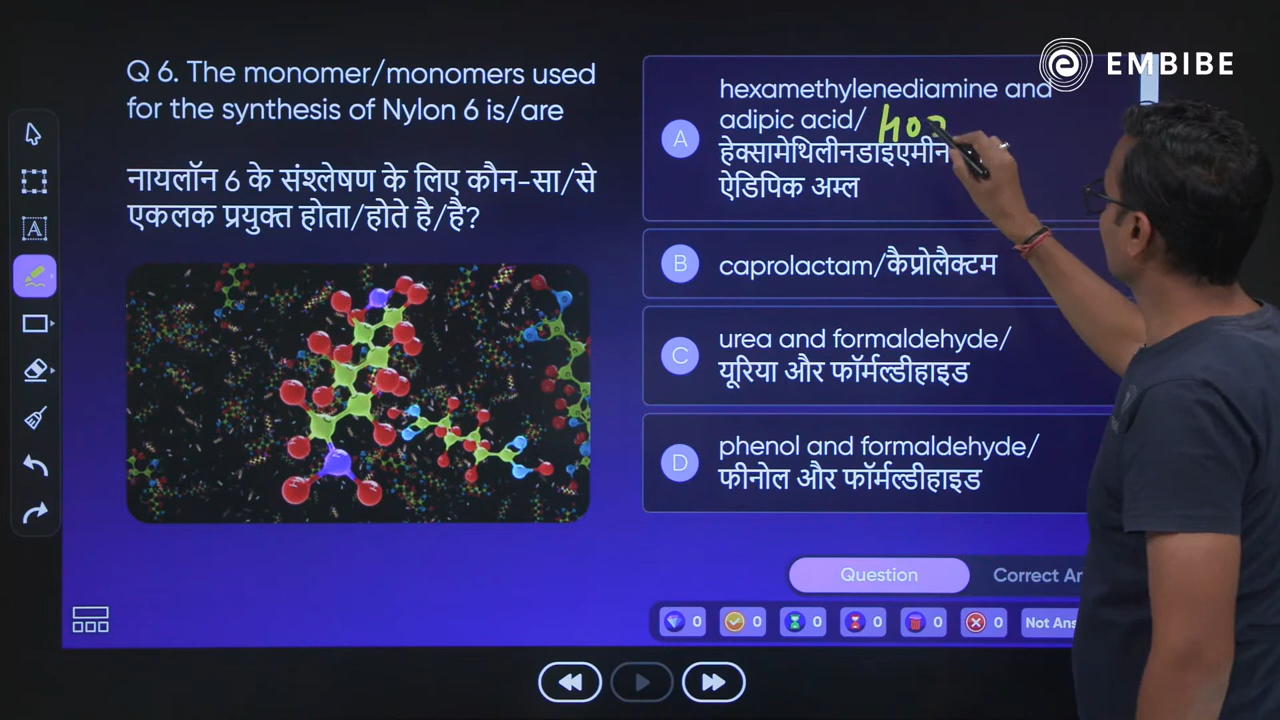 EMBIBE
Q 6. The monomer/monomers used
for the synthesis of Nylon 6 is/are
नायलॉन 6 के संश्लेषण के लिए कौन-सा/से
एकलक प्रयुक्त होता/होते है/है?
A
hexamethylenediamine and
adipic acid/
हेक्सामेथिलीनडाइएमीन
ऐडिपिक अम्ल
B
caprolactam/कैप्रोलैक्टम
C
urea and formaldehyde/
यूरिया और फॉर्मल्डीहाइड
D
phenol and formaldehyde/
फीनोल और फॉर्मल्डीहाइड
Question
Correct
0 0 0 0 0 0 Not